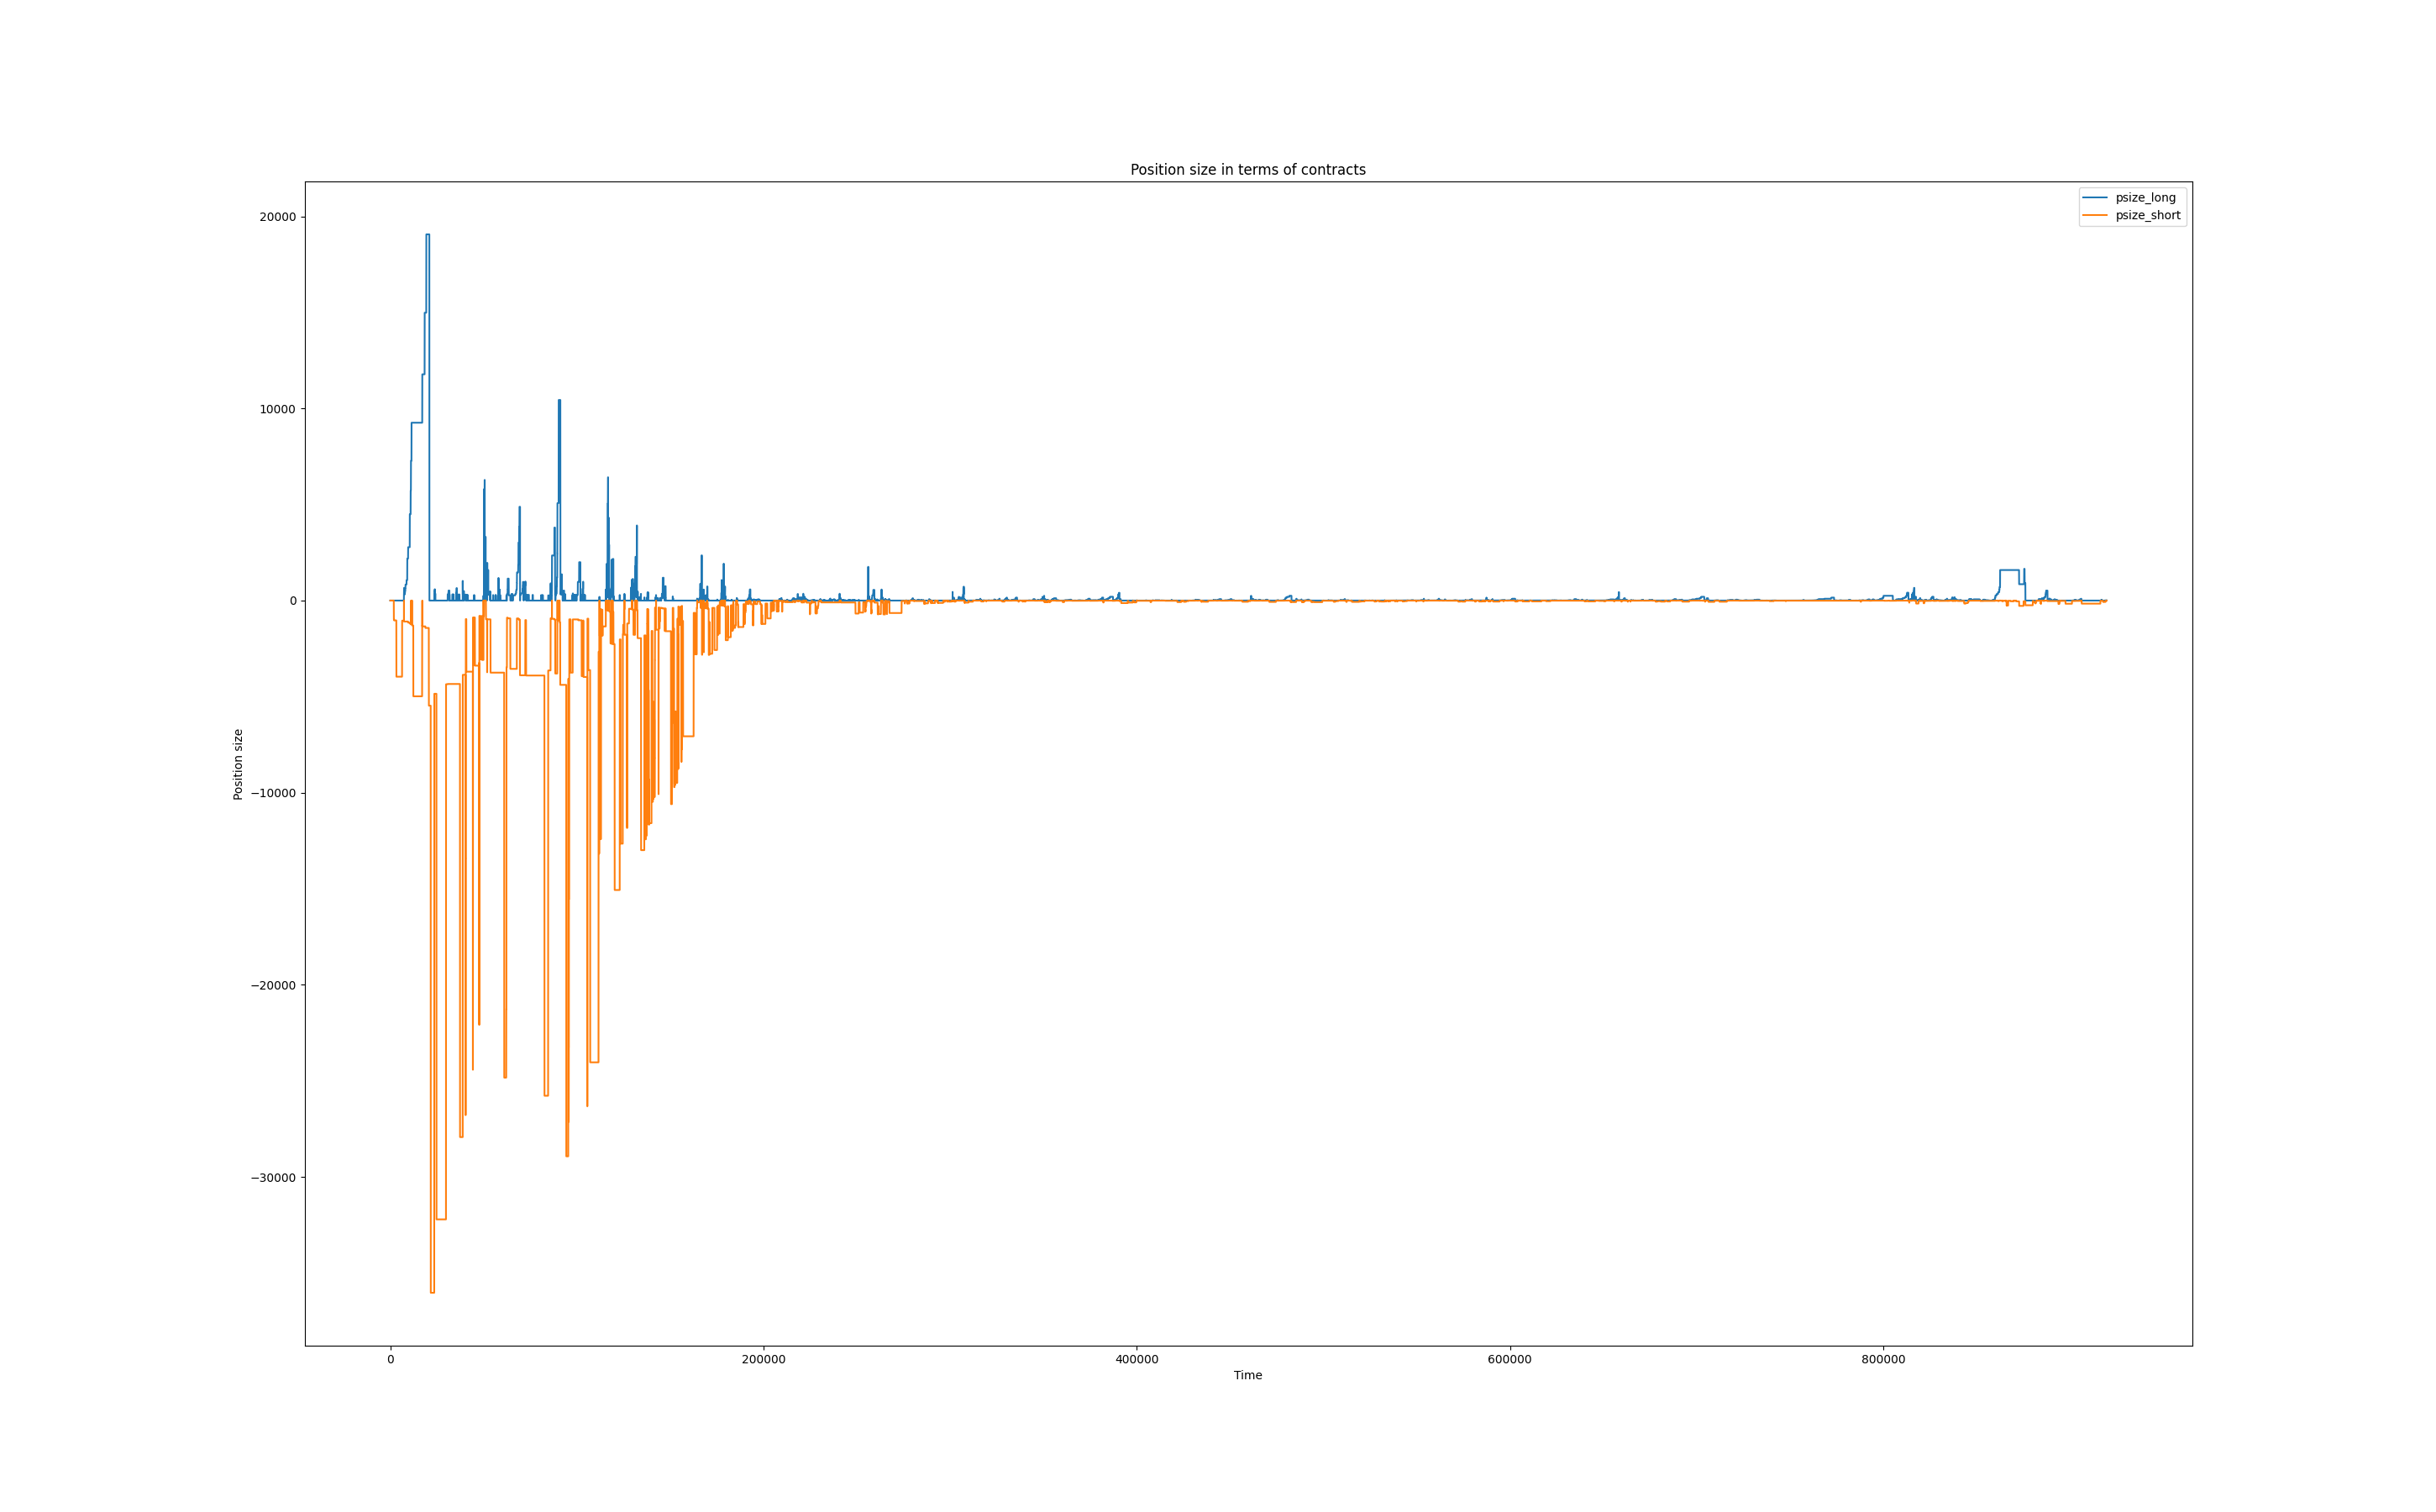 Position size in terms of contracts
psize_long
psize_short
20000
10000
0
−10000
−20000
−30000
Position size
0
200000
400000
600000
800000
Time